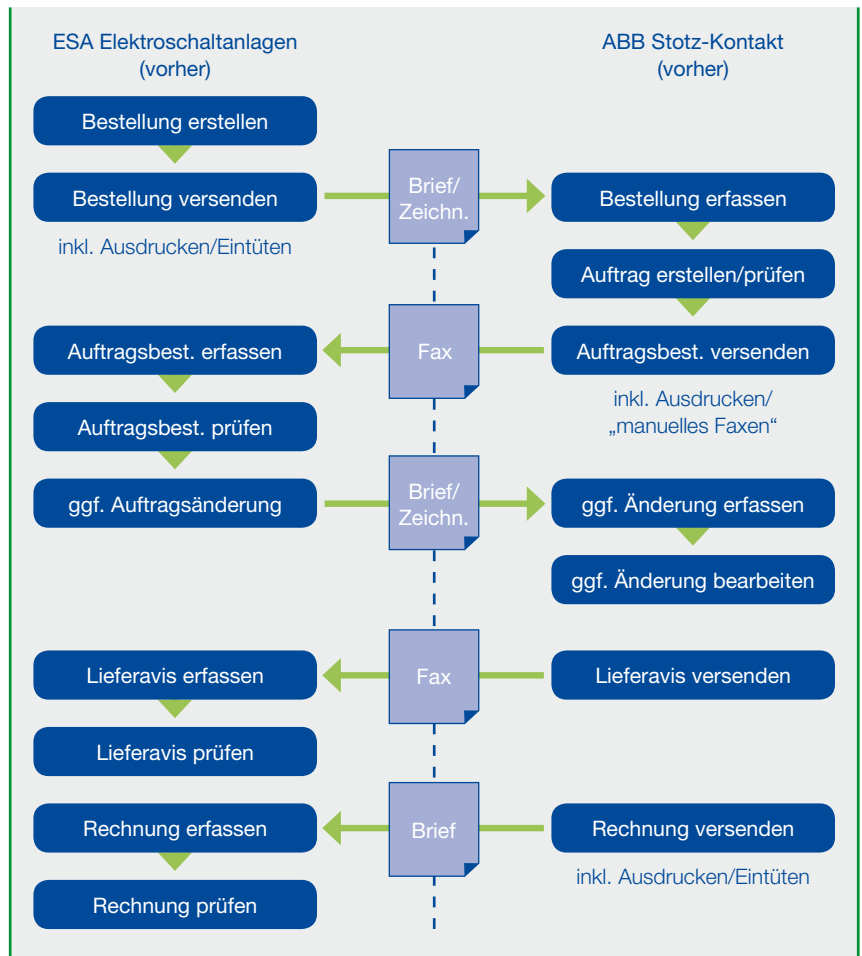 ESA Elektroschaltanlagen
(vorher)
ABB Stotz-Kontakt
(vorher)
Bestellung erstellen
Bestellung versenden
inkl. Ausdrucken/Eintüten
Brief/
Zeichn.
Bestellung erfassen
Auftrag erstellen/prüfen
Auftragsbest. versenden
inkl. Ausdrucken/
„manuelles Faxen“
Fax
Auftragsbest. erfassen
Auftragsbest. prüfen
ggf. Auftragsänderung
Brief/
Zeichn.
ggf. Änderung erfassen
ggf. Änderung bearbeiten
Lieferavis versenden
Fax
Lieferavis erfassen
Lieferavis prüfen
Rechnung versenden
inkl. Ausdrucken/Eintüten
Brief
Rechnung erfassen
Rechnung prüfen